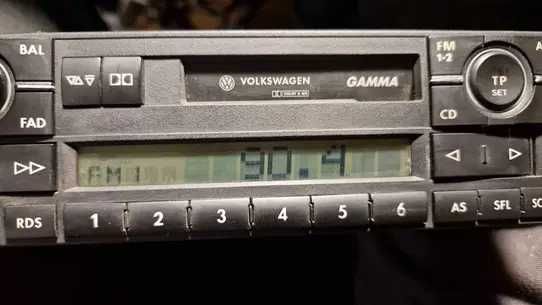 BAL
FM
1-2
A
VOLKSWAGEN GAMMA
TP
SET
FAD
CD
90.4
RDS
1 2 3 4 5 6
AS SFL SC